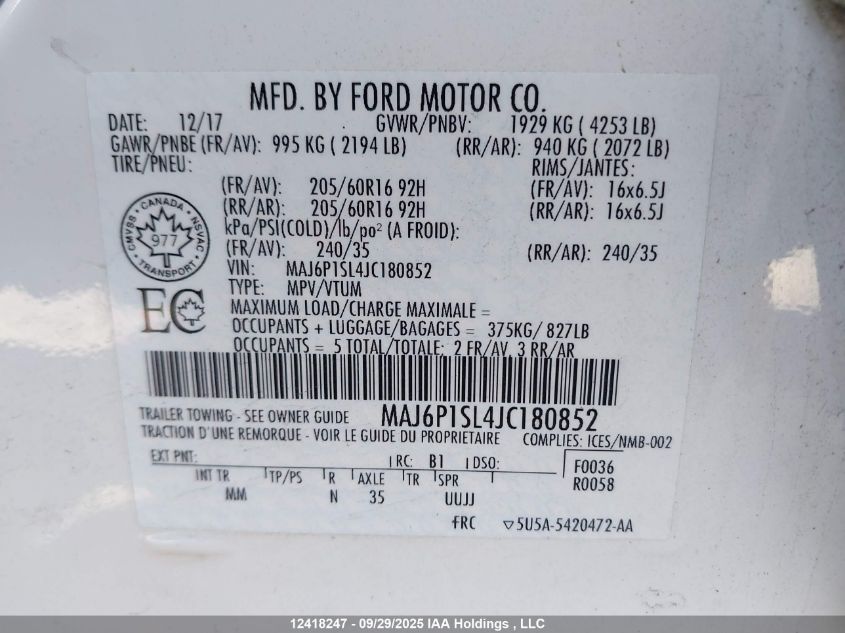 MFD. BY FORD MOTOR CO.
DATE: 12/17 GVWR/PNBV: 1929 KG ( 4253 LB)
GAWR/PNBE (FR/AV): 995 KG ( 2194 LB) (RR/AR): 940 KG ( 2072 LB)
TIRE/PNEU: RIMS/JANTES:
(FR/AV): 205/60R16 92H (FR/AV): 16x6.5J
(RR/AR): 205/60R16 92H (RR/AR): 16x6.5J
kPa/PSI(COLD)/lb/po² (A FROID):
(FR/AV): 240/35 (RR/AR): 240/35
CANADA
CMVSS 977 NSVAC
TRANSPORT
VIN: MAJ6P1SL4JC180852
TYPE: MPV/VTUM
EC
MAXIMUM LOAD/CHARGE MAXIMALE =
OCCUPANTS + LUGGAGE/BAGAGES = 375KG/ 827LB
OCCUPANTS = 5 TOTAL/TOTALE: 2 FR/AV, 3 RR/AR
TRAILER TOWING - SEE OWNER GUIDE MAJ6P1SL4JC180852
TRACTION D'UNE REMORQUE - VOIR LE GUIDE DU PROPRIETAIRE COMPLIES: ICES/NMB-002
EXT PNT: RC: B1 DSO: F0036
INT TR TP/PS R AXLE TR SPR R0058
MM N 35 UUJJ
FRC ▽5U5A-5420472-AA
12418247 - 09/29/2025 IAA Holdings , LLC